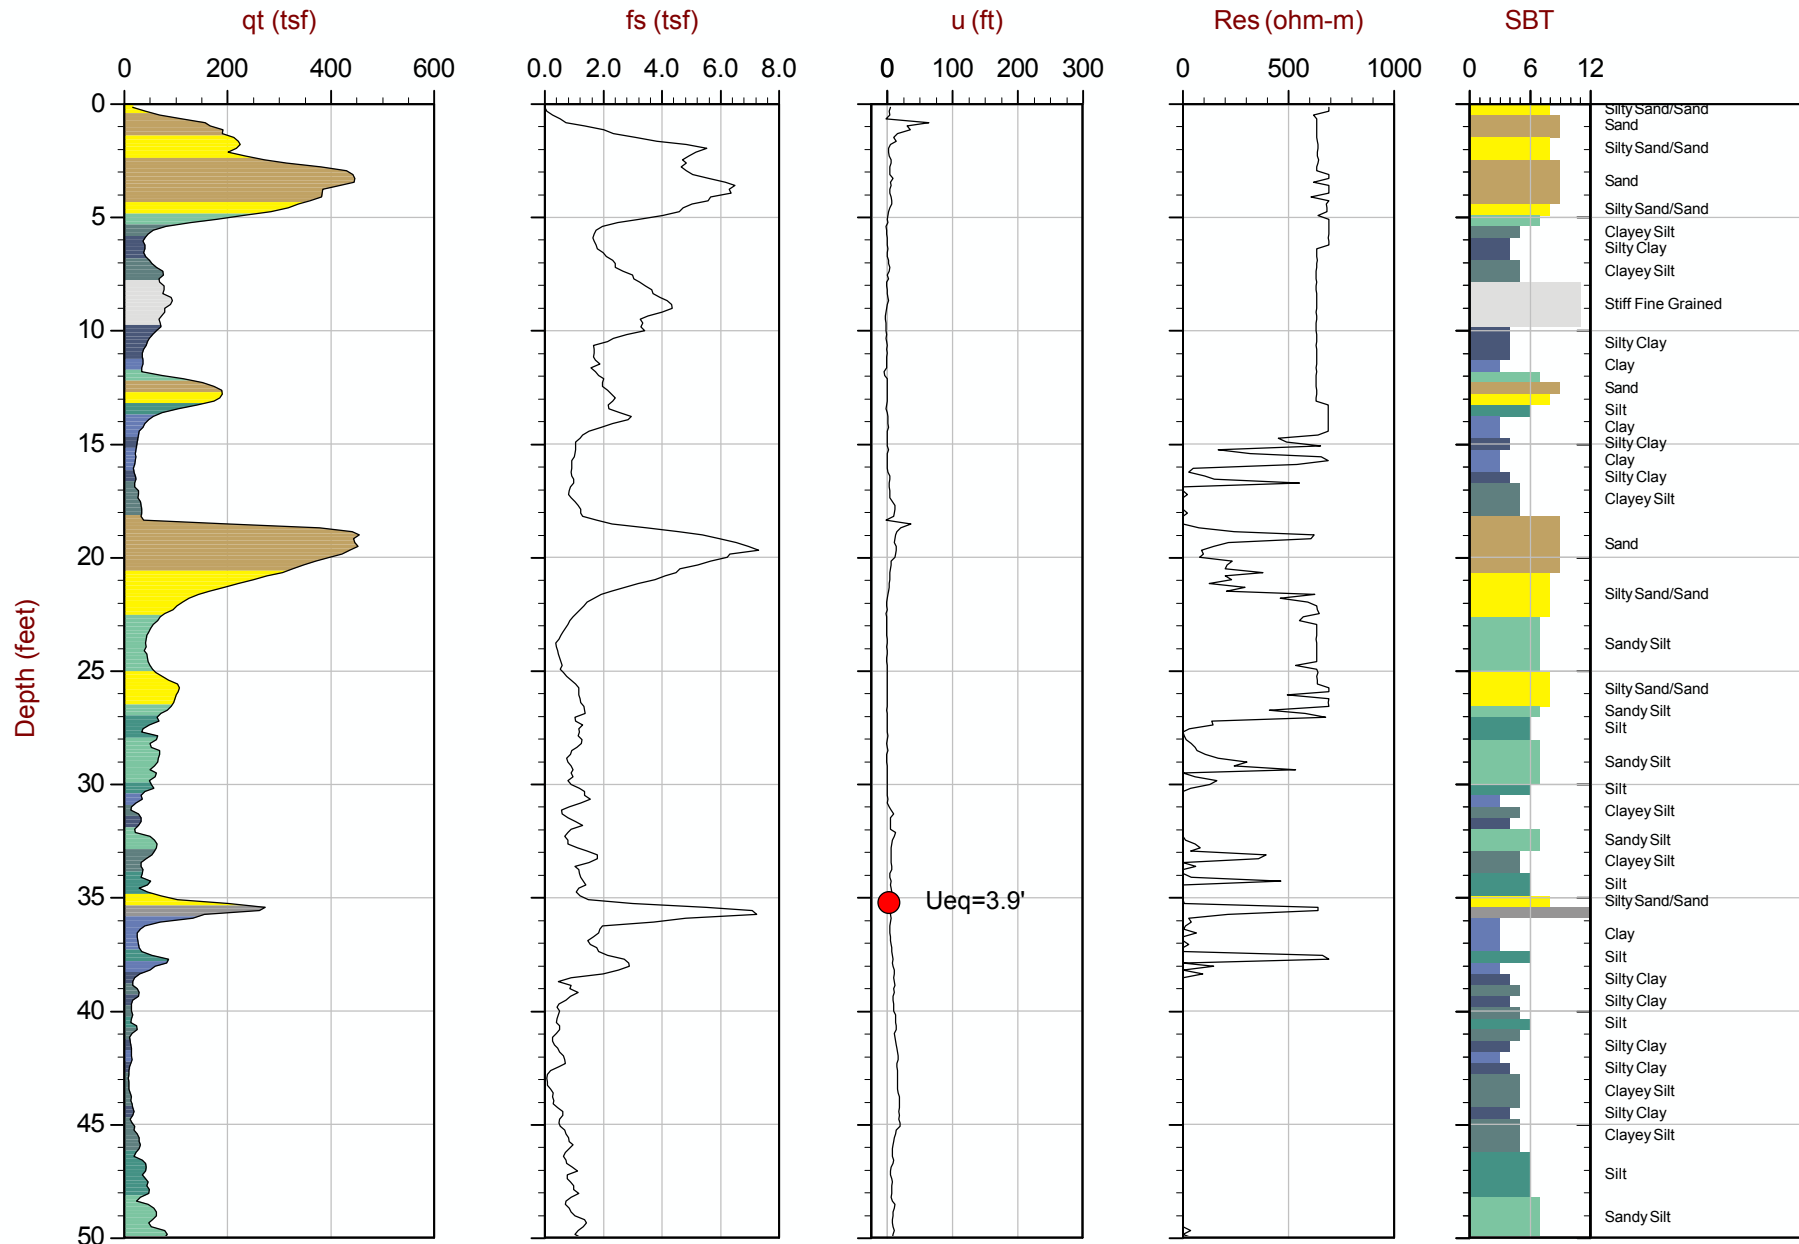 qt (tsf) fs (tsf) u (ft) Res (ohm-m) SBT
0 200 400 600 0.0 2.0 4.0 6.0 8.0 0 100 200 300 0 500 1000 0 6 12
0
5
10
15
20
25
30
35
40
45
50
Depth (feet)
Ueq=3.9'
Silty Sand/Sand
Sand
Silty Sand/Sand
Sand
Silty Sand/Sand
Clayey Silt
Silty Clay
Clayey Silt
Stiff Fine Grained
Silty Clay
Clay
Sand
Silt
Clay
Silty Clay
Clay
Silty Clay
Clayey Silt
Sand
Silty Sand/Sand
Sandy Silt
Silty Sand/Sand
Sandy Silt
Silt
Sandy Silt
Silt
Clayey Silt
Sandy Silt
Clayey Silt
Silt
Silty Sand/Sand
Clay
Silt
Silty Clay
Silty Clay
Silt
Silty Clay
Silty Clay
Clayey Silt
Silty Clay
Clayey Silt
Silt
Sandy Silt